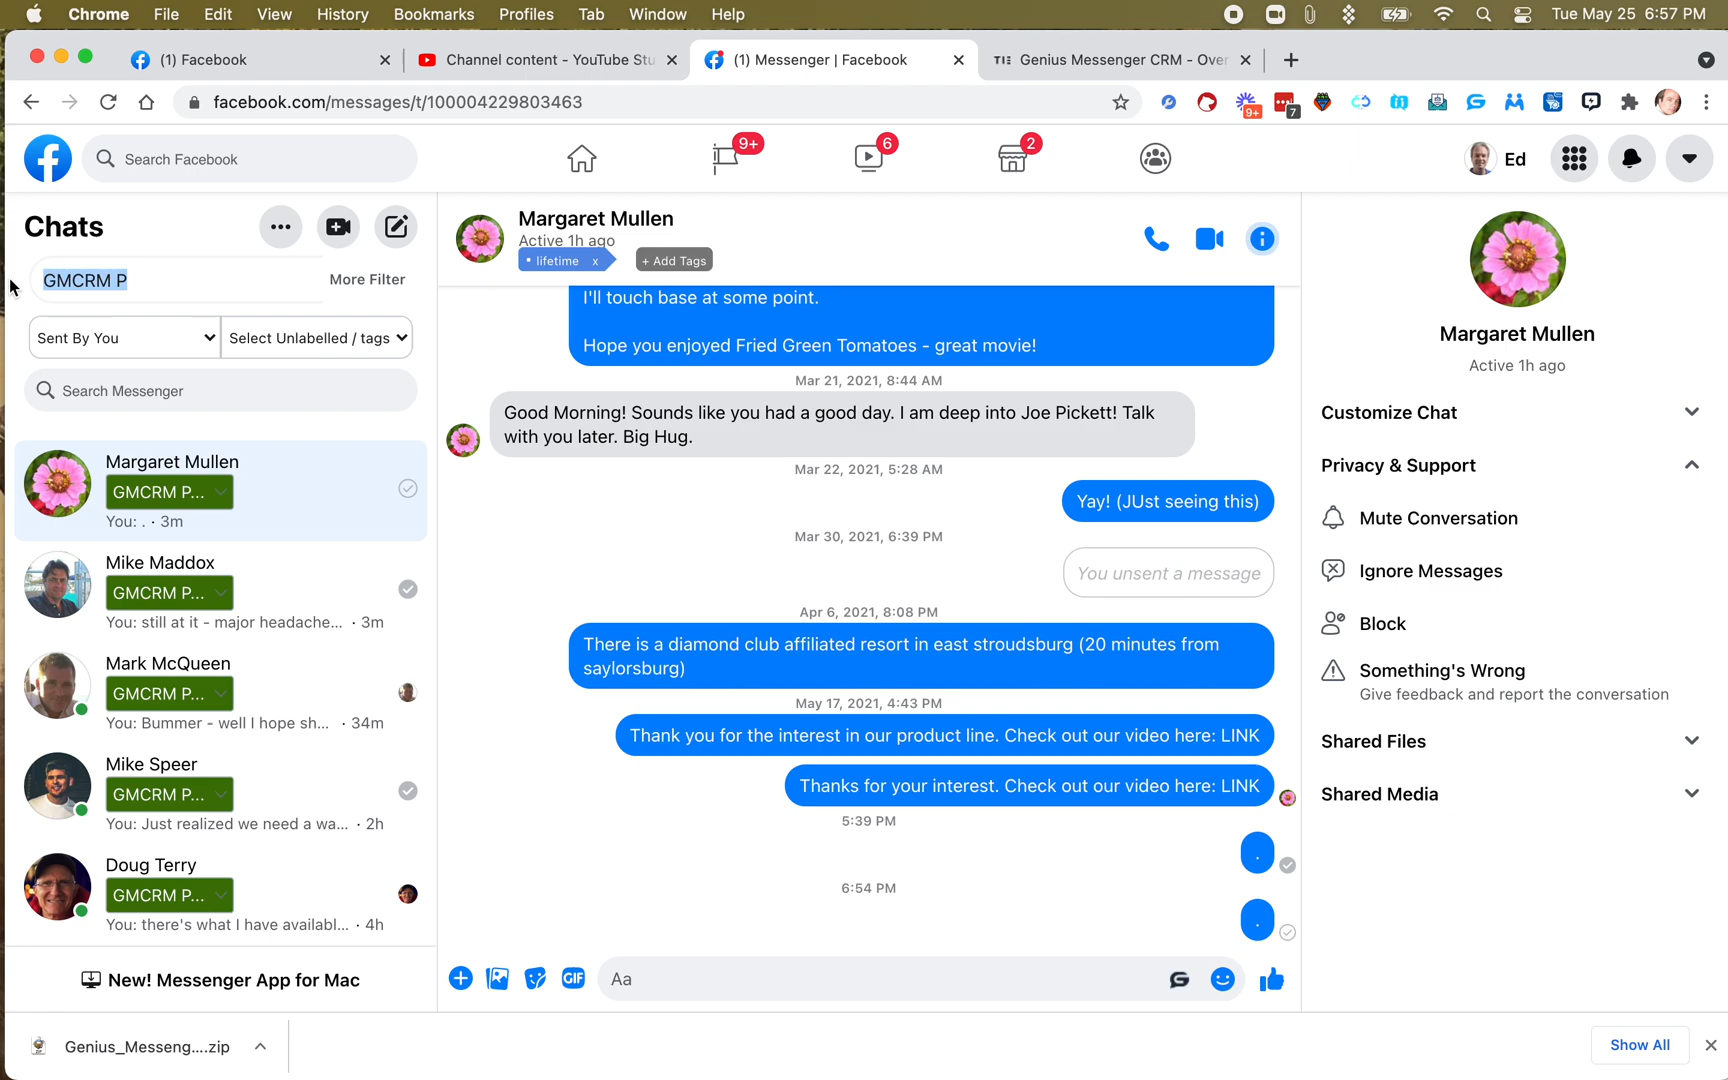 Chrome File Edit View History Bookmarks Profiles Tab Window Help Tue May 25 6:57 PM
(1) Facebook
Channel content - YouTube Stu
(1) Messenger | Facebook
Genius Messenger CRM - Over
facebook.com/messages/t/100004229803463
9+
7
Search Facebook
9+
6
2
Ed
Chats
GMCRM P
More Filter
Sent By You
Select Unlabelled / tags
Search Messenger
Margaret Mullen
GMCRM P...
You: . · 3m
Mike Maddox
GMCRM P...
You: still at it - major headache... · 3m
Mark McQueen
GMCRM P...
You: Bummer - well I hope sh... · 34m
Mike Speer
GMCRM P...
You: Just realized we need a wa... · 2h
Doug Terry
GMCRM P...
You: there's what I have availabl... · 4h
New! Messenger App for Mac
Margaret Mullen
Active 1h ago
• lifetime x
+ Add Tags
I'll touch base at some point.
Hope you enjoyed Fried Green Tomatoes - great movie!
Mar 21, 2021, 8:44 AM
Good Morning! Sounds like you had a good day. I am deep into Joe Pickett! Talk
with you later. Big Hug.
Mar 22, 2021, 5:28 AM
Yay! (JUst seeing this)
Mar 30, 2021, 6:39 PM
You unsent a message
Apr 6, 2021, 8:08 PM
There is a diamond club affiliated resort in east stroudsburg (20 minutes from
saylorsburg)
May 17, 2021, 4:43 PM
Thank you for the interest in our product line. Check out our video here: LINK
Thanks for your interest. Check out our video here: LINK
5:39 PM
.
6:54 PM
.
GIF
Aa
Margaret Mullen
Active 1h ago
Customize Chat
Privacy & Support
Mute Conversation
Ignore Messages
Block
Something's Wrong
Give feedback and report the conversation
Shared Files
Shared Media
Genius_Messeng....zip
Show All